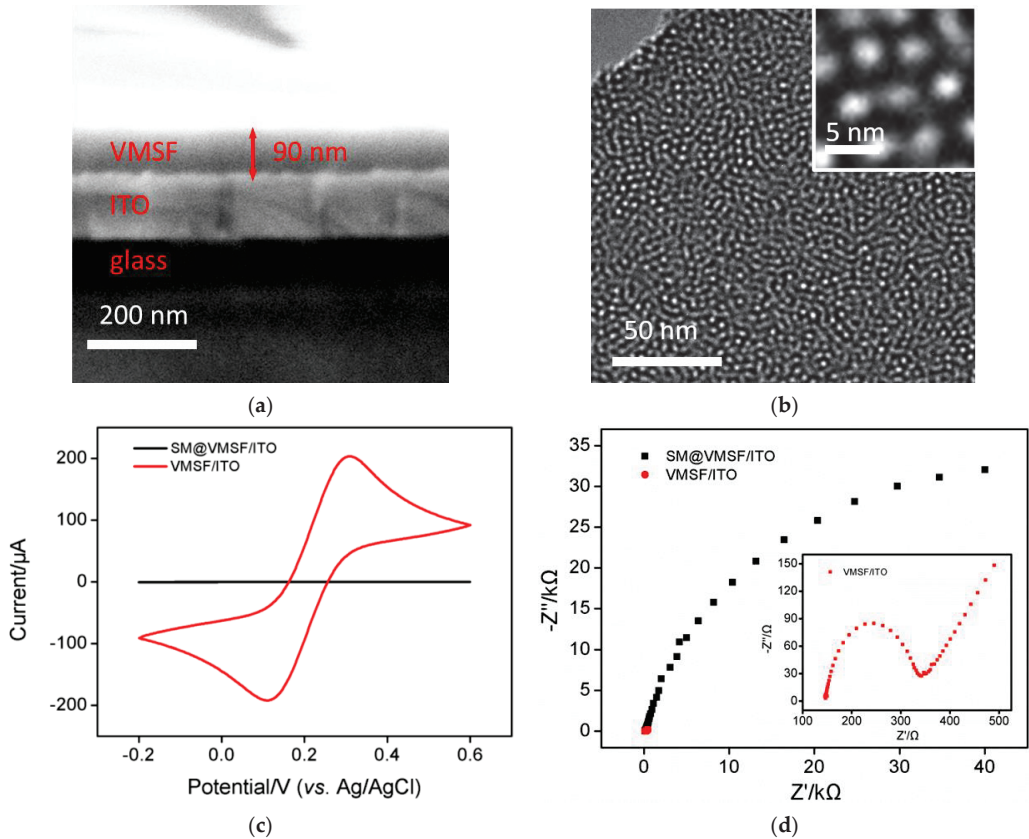 VMSF
90 nm
ITO
glass
200 nm
(a)
5 nm
50 nm
(b)
SM@VMSF/ITO
VMSF/ITO
200
100
0
-100
-200
Current/μA
-0.2 0.0 0.2 0.4 0.6
Potential/V (vs. Ag/AgCl)
(c)
35
30
25
20
15
10
5
0
-Z''/kΩ
SM@VMSF/ITO
VMSF/ITO
0 10 20 30 40
Z'/kΩ
150
120
90
60
30
0
-Z''/Ω
VMSF/ITO
100 200 300 400 500
Z'/Ω
(d)